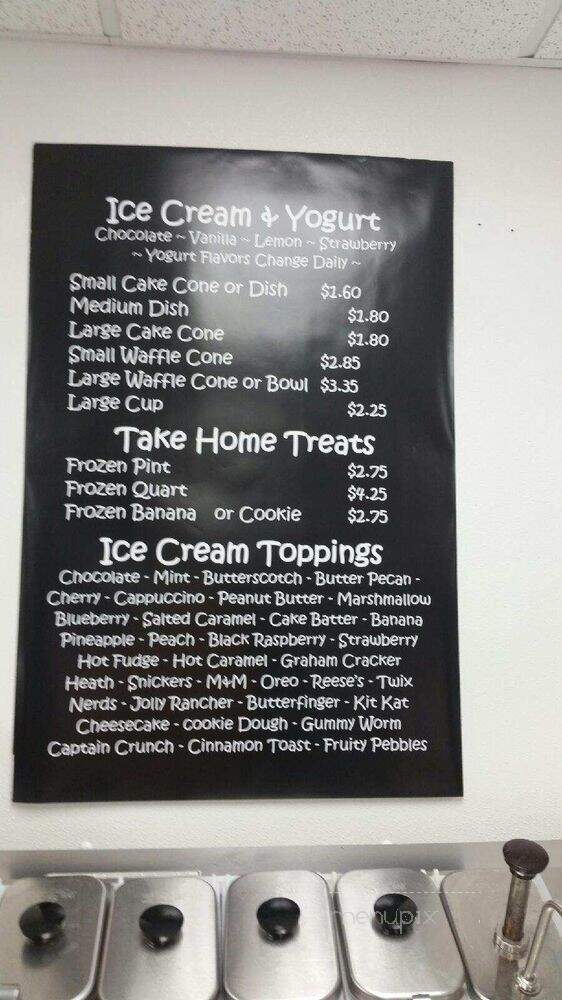 Ice Cream & Yogurt
Chocolate ~ Vanilla ~ Lemon ~ Strawberry
~ Yogurt Flavors Change Daily ~
Small Cake Cone or Dish $1.60
Medium Dish $1.80
Large Cake Cone $1.80
Small Waffle Cone $2.85
Large Waffle Cone or Bowl $3.35
Large Cup $2.25
Take Home Treats
Frozen Pint $2.75
Frozen Quart $4.25
Frozen Banana or Cookie $2.75
Ice Cream Toppings
Chocolate - Mint - Butterscotch - Butter Pecan -
Cherry - Cappuccino - Peanut Butter - Marshmallow
Blueberry - Salted Caramel - Cake Batter - Banana
Pineapple - Peach - Black Raspberry - Strawberry
Hot Fudge - Hot Caramel - Graham Cracker
Heath - Snickers - M&M - Oreo - Reese's - Twix
Nerds - Jolly Rancher - Butterfinger - Kit Kat
Cheesecake - cookie Dough - Gummy Worm
Captain Crunch - Cinnamon Toast - Fruity Pebbles
menupix